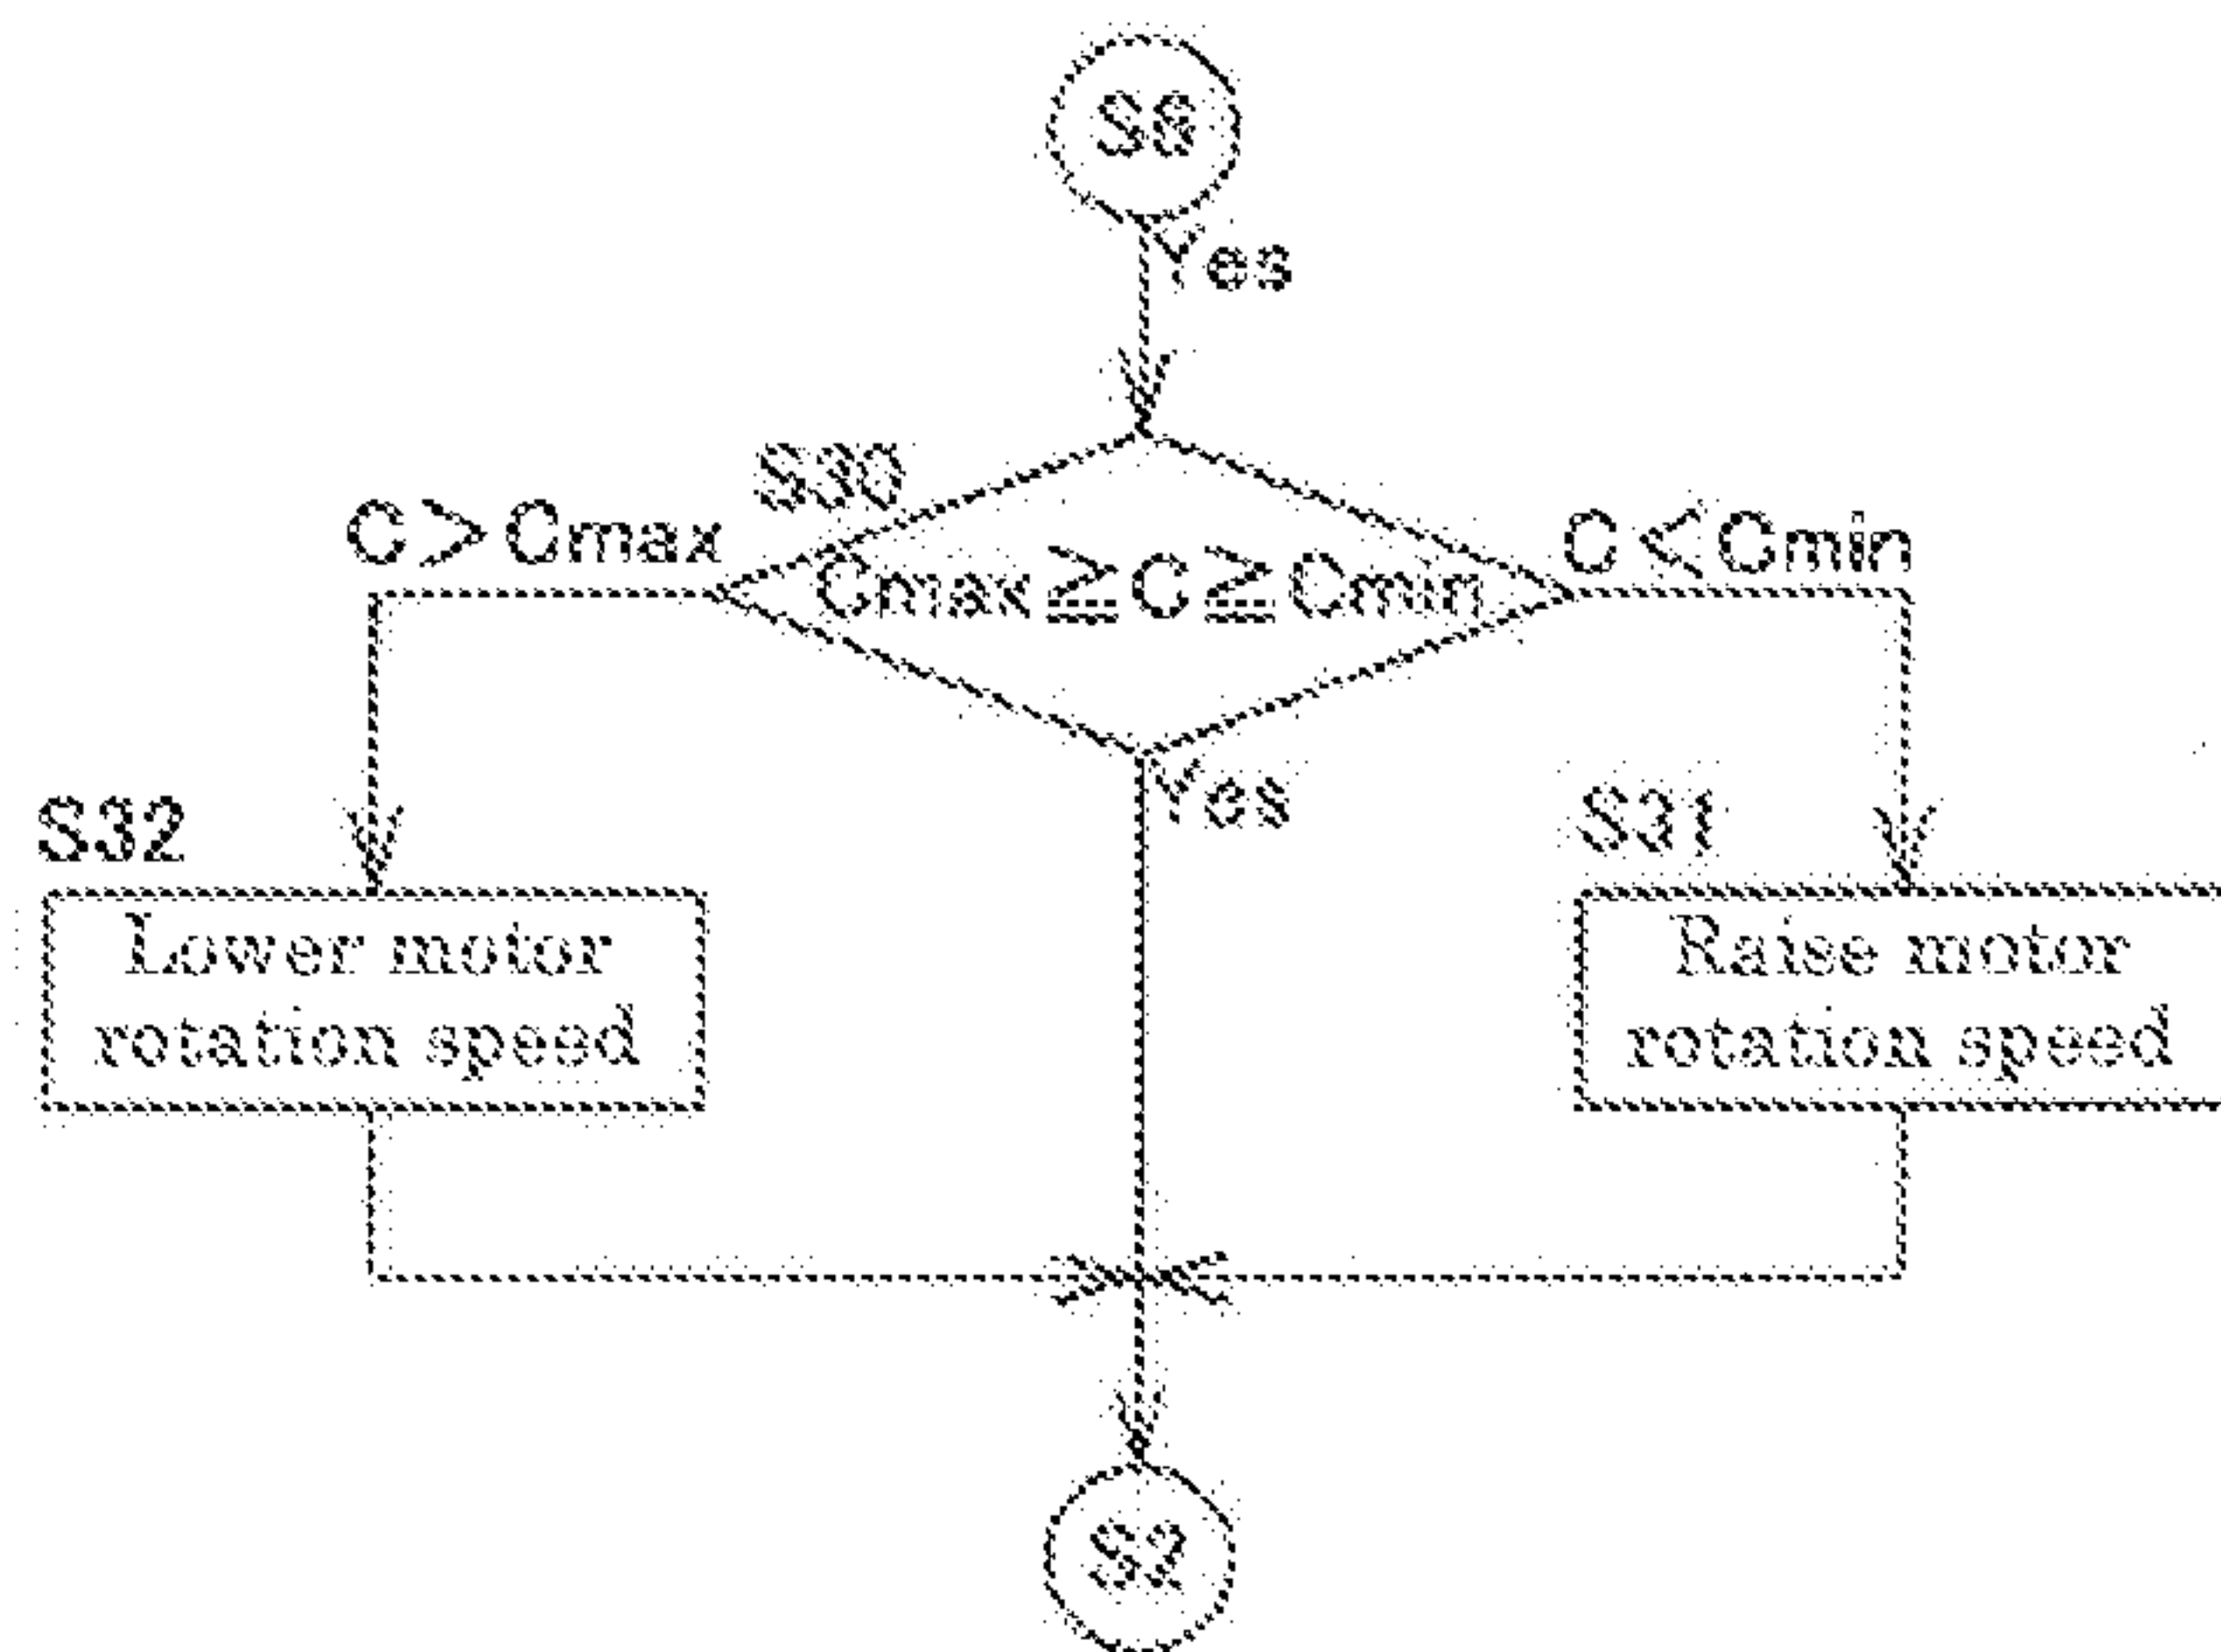 S8
Yes
S30
C>Cmax
Cmax≧C≧Cmin
C<Cmin
Yes
S32
S31
Lower motor
rotation speed
Raise motor
rotation speed
S2